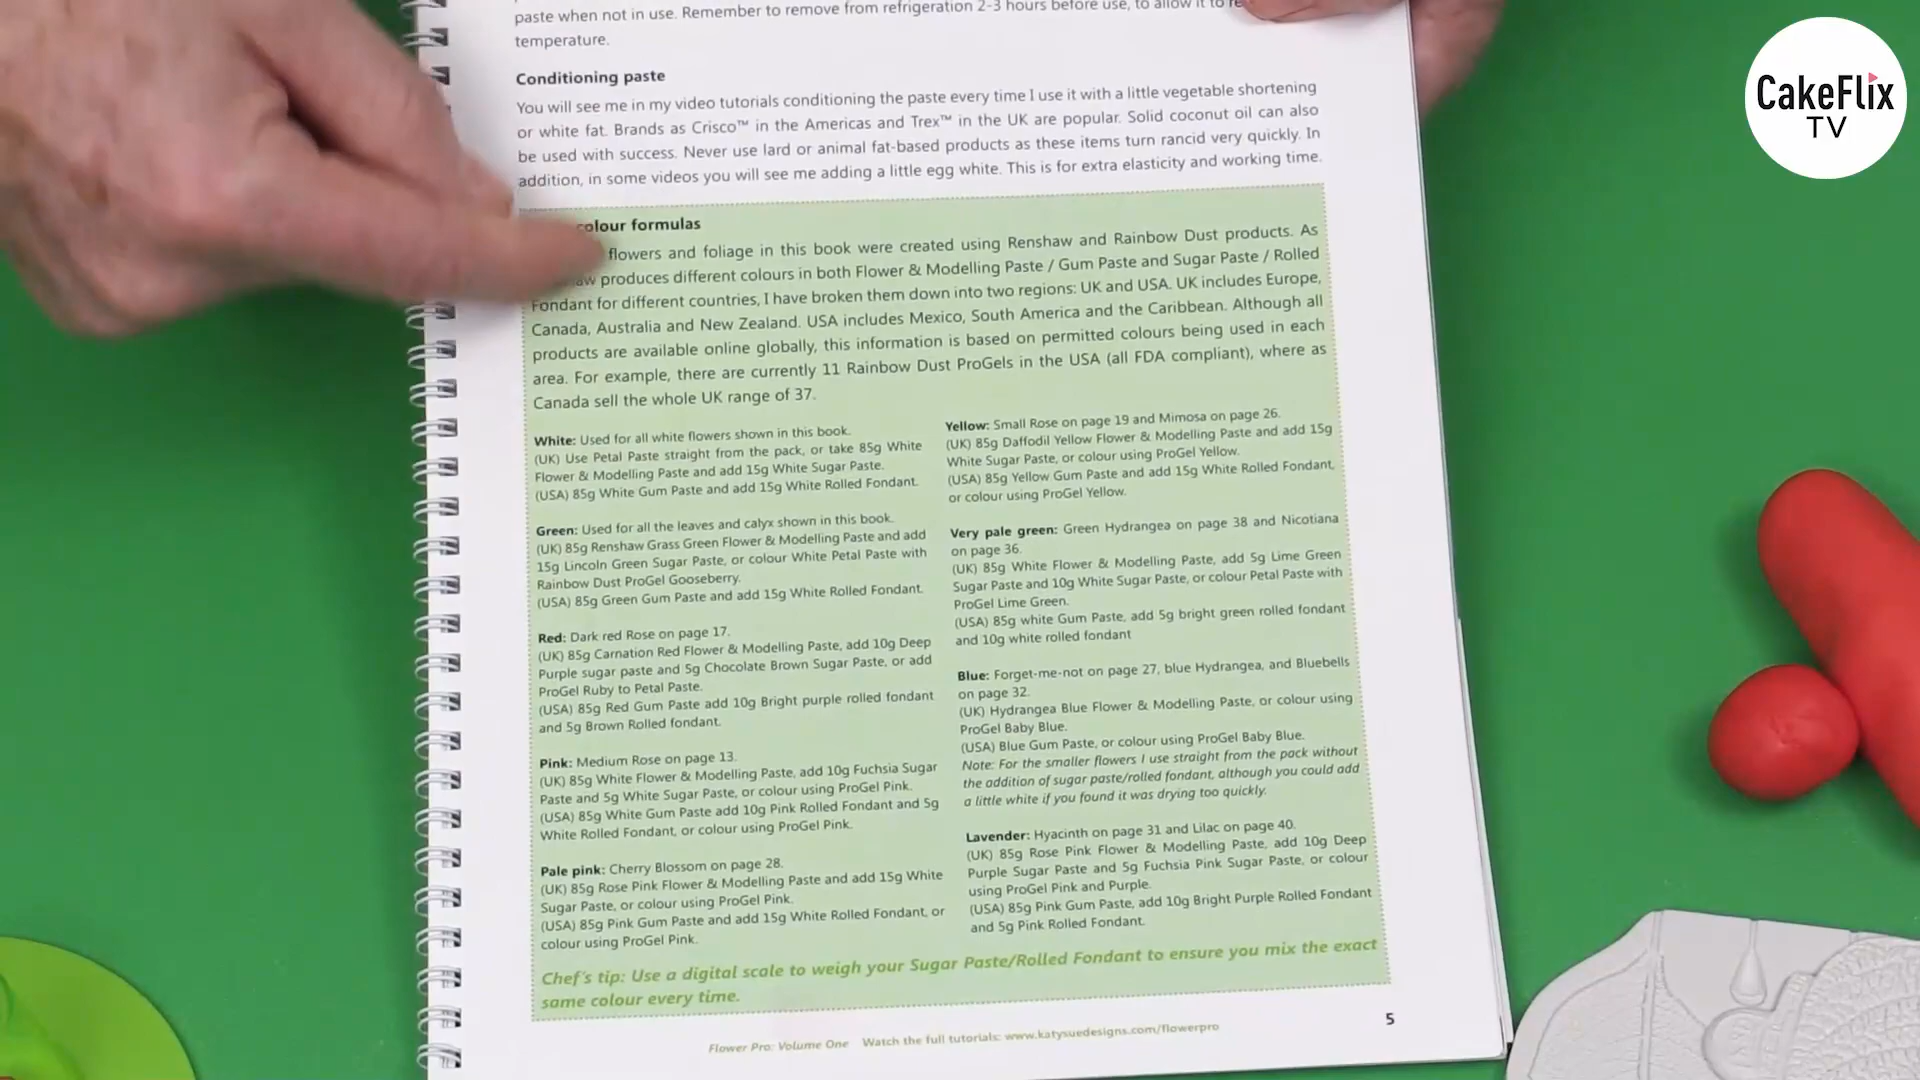 paste when not in use. Remember to remove from refrigeration 2-3 hours before use, to allow it to
temperature.
Conditioning paste
You will see me in my video tutorials conditioning the paste every time I use it with a little vegetable shortening
or white fat. Brands as Crisco™ in the Americas and Trex™ in the UK are popular. Solid coconut oil can also
be used with success. Never use lard or animal fat-based products as these items turn rancid very quickly. In
addition, in some videos you will see me adding a little egg white. This is for extra elasticity and working time.
colour formulas
flowers and foliage in this book were created using Renshaw and Rainbow Dust products. As
produces different colours in both Flower & Modelling Paste / Gum Paste and Sugar Paste / Rolled
Fondant for different countries, I have broken them down into two regions: UK and USA. UK includes Europe,
Canada, Australia and New Zealand. USA includes Mexico, South America and the Caribbean. Although all
products are available online globally, this information is based on permitted colours being used in each
area. For example, there are currently 11 Rainbow Dust ProGels in the USA (all FDA compliant), where as
Canada sell the whole UK range of 37.
White: Used for all white flowers shown in this book.
(UK) Use Petal Paste straight from the pack, or take 85g White
Flower & Modelling Paste and add 15g White Sugar Paste.
(USA) 85g White Gum Paste and add 15g White Rolled Fondant.
Green: Used for all the leaves and calyx shown in this book.
(UK) 85g Renshaw Grass Green Flower & Modelling Paste and add
15g Lincoln Green Sugar Paste, or colour White Petal Paste with
Rainbow Dust ProGel Gooseberry.
(USA) 85g Green Gum Paste and add 15g White Rolled Fondant.
Red: Dark red Rose on page 17.
(UK) 85g Carnation Red Flower & Modelling Paste, add 10g Deep
Purple sugar paste and 5g Chocolate Brown Sugar Paste, or add
ProGel Ruby to Petal Paste.
(USA) 85g Red Gum Paste add 10g Bright purple rolled fondant
and 5g Brown Rolled fondant.
Pink: Medium Rose on page 13.
(UK) 85g White Flower & Modelling Paste, add 10g Fuchsia Sugar
Paste and 5g White Sugar Paste, or colour using ProGel Pink.
(USA) 85g White Gum Paste add 10g Pink Rolled Fondant and 5g
White Rolled Fondant, or colour using ProGel Pink.
Pale pink: Cherry Blossom on page 28.
(UK) 85g Rose Pink Flower & Modelling Paste and add 15g White
Sugar Paste, or colour using ProGel Pink.
(USA) 85g Pink Gum Paste and add 15g White Rolled Fondant, or
colour using ProGel Pink.
Yellow: Small Rose on page 19 and Mimosa on page 26.
(UK) 85g Daffodil Yellow Flower & Modelling Paste and add 15g
White Sugar Paste, or colour using ProGel Yellow.
(USA) 85g Yellow Gum Paste and add 15g White Rolled Fondant,
or colour using ProGel Yellow.
Very pale green: Green Hydrangea on page 38 and Nicotiana
on page 36.
(UK) 85g White Flower & Modelling Paste, add 5g Lime Green
Sugar Paste and 10g White Sugar Paste, or colour Petal Paste with
ProGel Lime Green.
(USA) 85g white Gum Paste, add 5g bright green rolled fondant
and 10g white rolled fondant
Blue: Forget-me-not on page 27, blue Hydrangea, and Bluebells
on page 32.
(UK) Hydrangea Blue Flower & Modelling Paste, or colour using
ProGel Baby Blue.
(USA) Blue Gum Paste, or colour using ProGel Baby Blue.
Note: For the smaller flowers I use straight from the pack without
the addition of sugar paste/rolled fondant, although you could add
a little white if you found it was drying too quickly.
Lavender: Hyacinth on page 31 and Lilac on page 40.
(UK) 85g Rose Pink Flower & Modelling Paste, add 10g Deep
Purple Sugar Paste and 5g Fuchsia Pink Sugar Paste, or colour
using ProGel Pink and Purple.
(USA) 85g Pink Gum Paste, add 10g Bright Purple Rolled Fondant
and 5g Pink Rolled Fondant.
Chef's tip: Use a digital scale to weigh your Sugar Paste/Rolled Fondant to ensure you mix the exact
same colour every time.
Flower Pro: Volume One Watch the full tutorials: www.katysuedesigns.com/flowerpro
5
CakeFlix
TV